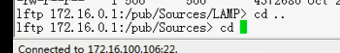 lftp 172.16.0.1:/pub/Sources/LAMP> cd ..
lftp 172.16.0.1:/pub/Sources> cd
Connected to 172.16.100.106:22.